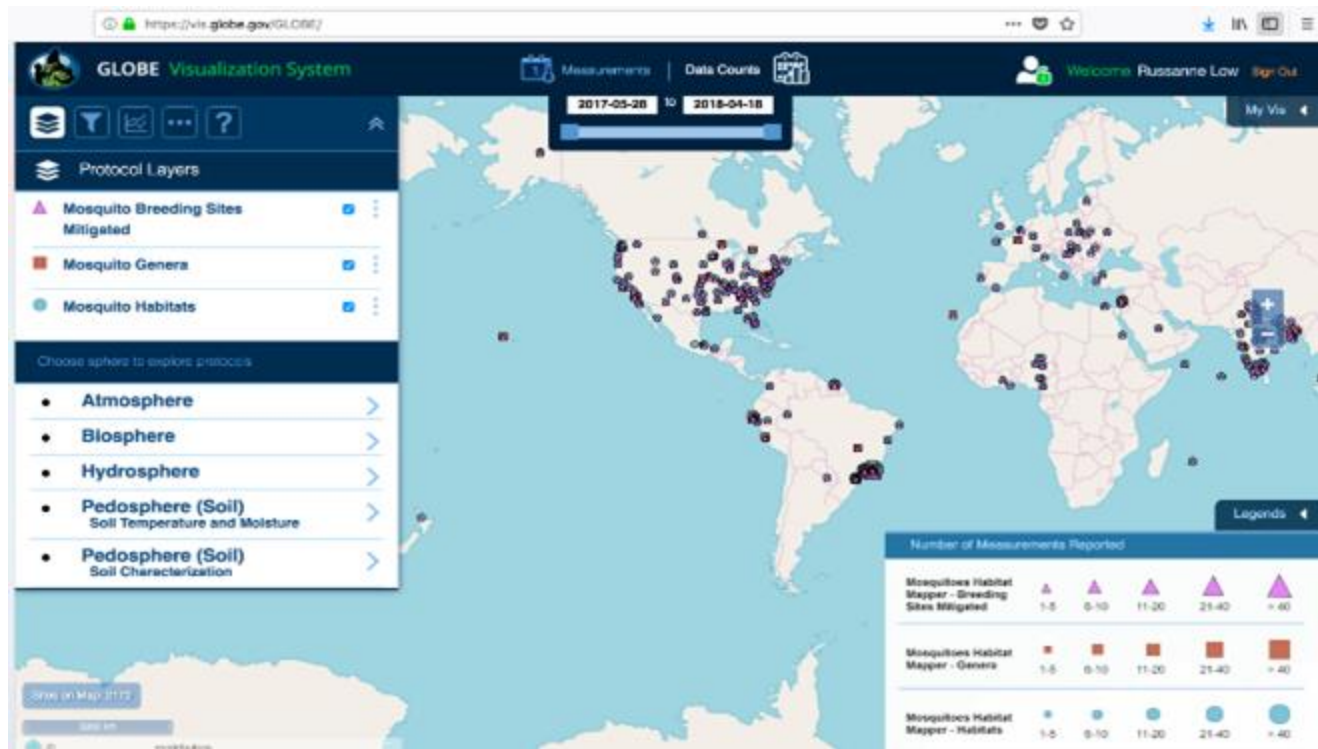 https://vis.globe.gov/GLOBE/
GLOBE Visualization System
Measurements | Data Counts
Welcome Russanne Low Sign Out
2017-05-28 to 2018-04-18
My Vis
?
Protocol Layers
Mosquito Breeding Sites
Mitigated
Mosquito Genera
Mosquito Habitats
Choose sphere to explore protocols
Atmosphere
Biosphere
Hydrosphere
Pedosphere (Soil)
Soil Temperature and Moisture
Pedosphere (Soil)
Soil Characterization
+
−
Legends
Number of Measurements Reported
Mosquitoes Habitat
Mapper - Breeding
Sites Mitigated
1-5 6-10 11-20 21-40 > 40
Mosquitoes Habitat
Mapper - Genera
1-5 6-10 11-20 21-40 > 40
Mosquitoes Habitat
Mapper - Habitats
1-5 6-10 11-20 21-40 > 40
Sites on Map